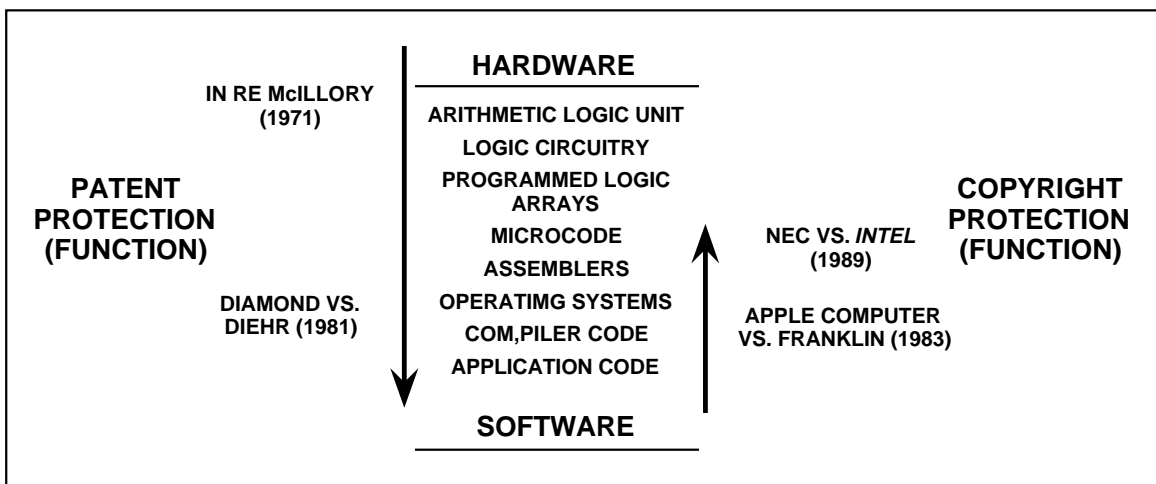 HARDWARE
IN RE McILLORY
(1971)
ARITHMETIC LOGIC UNIT
LOGIC CIRCUITRY
PROGRAMMED LOGIC
ARRAYS
MICROCODE
ASSEMBLERS
OPERATIMG SYSTEMS
COM,PILER CODE
APPLICATION CODE
SOFTWARE
PATENT
PROTECTION
(FUNCTION)
DIAMOND VS.
DIEHR (1981)
COPYRIGHT
PROTECTION
(FUNCTION)
NEC VS. INTEL
(1989)
APPLE COMPUTER
VS. FRANKLIN (1983)